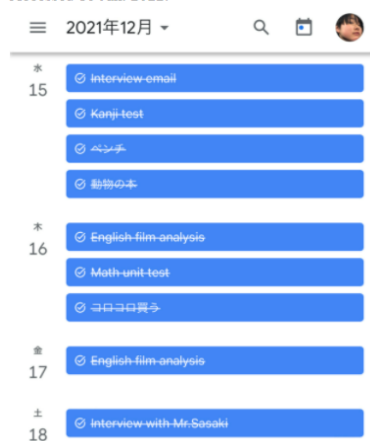 2021年12月
水
15
Interview email
Kanji test
ペンチ
動物の本
木
16
English film analysis
Math unit test
コロコロ買う
金
17
English film analysis
土
18
Interview with Mr.Sasaki